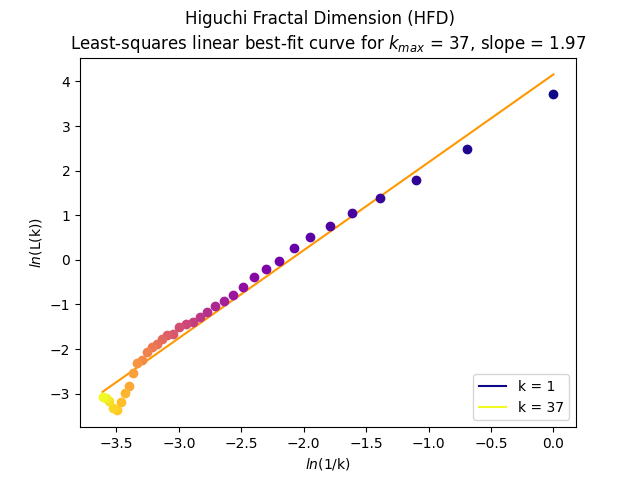 Higuchi Fractal Dimension (HFD)
Least-squares linear best-fit curve for kmax = 37, slope = 1.97
4
3
2
1
0
−1
−2
−3
ln(L(k))
k = 1
k = 37
−3.5 −3.0 −2.5 −2.0 −1.5 −1.0 −0.5 0.0
ln(1/k)